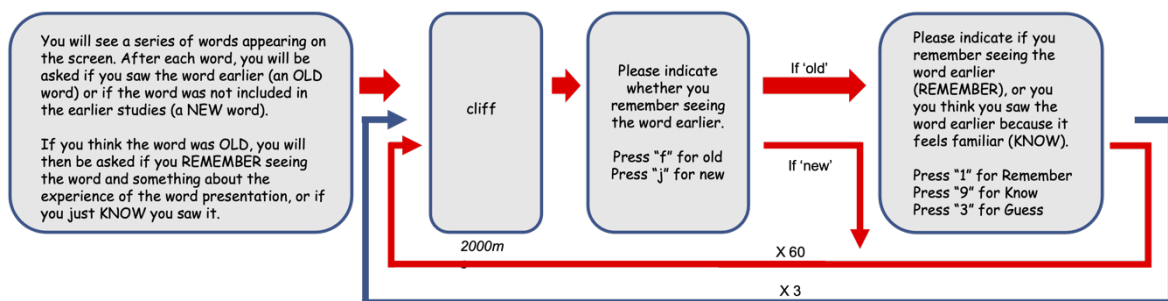 You will see a series of words appearing on
the screen. After each word, you will be
asked if you saw the word earlier (an OLD
word) or if the word was not included in
the earlier studies (a NEW word).
If you think the word was OLD, you will
then be asked if you REMEMBER seeing
the word and something about the
experience of the word presentation, or if
you just KNOW you saw it.
cliff
2000m
Please indicate
whether you
remember seeing
the word earlier.
Press “f” for old
Press “j” for new
If ‘old’
If ‘new’
Please indicate if you
remember seeing the
word earlier
(REMEMBER), or you
you think you saw the
word earlier because it
feels familiar (KNOW).
Press “1” for Remember
Press “9” for Know
Press “3” for Guess
X 60
X 3